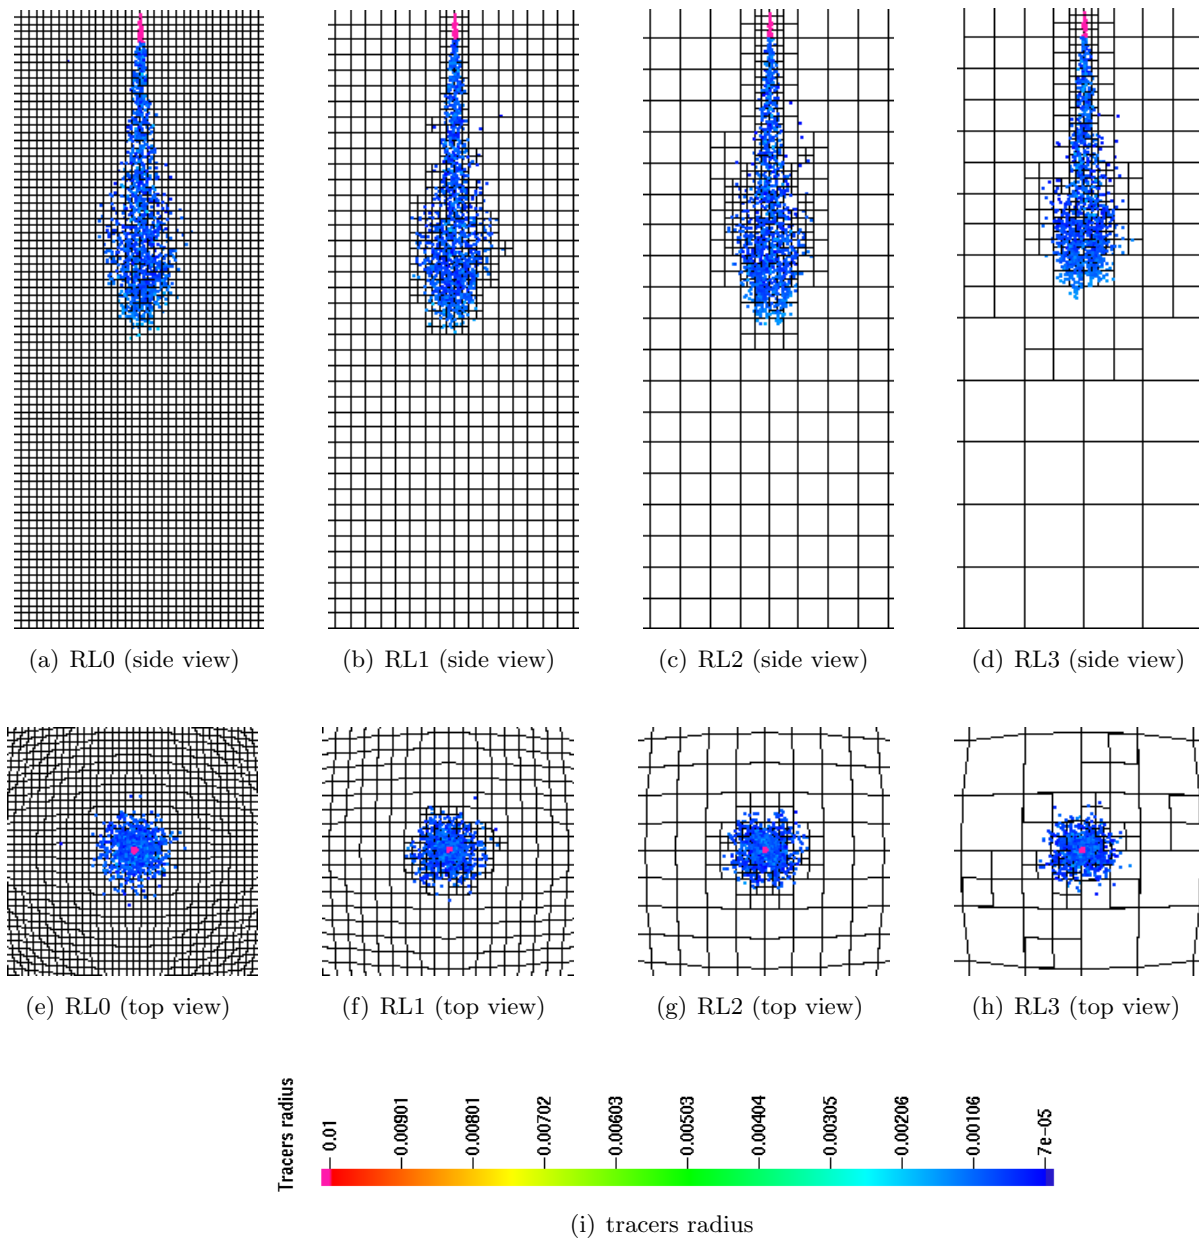 (a) RL0 (side view)
(b) RL1 (side view)
(c) RL2 (side view)
(d) RL3 (side view)
(e) RL0 (top view)
(f) RL1 (top view)
(g) RL2 (top view)
(h) RL3 (top view)
Tracers radius
0.01
0.00901
0.00801
0.00702
0.00603
0.00503
0.00404
0.00305
0.00206
0.00106
7e-05
(i) tracers radius